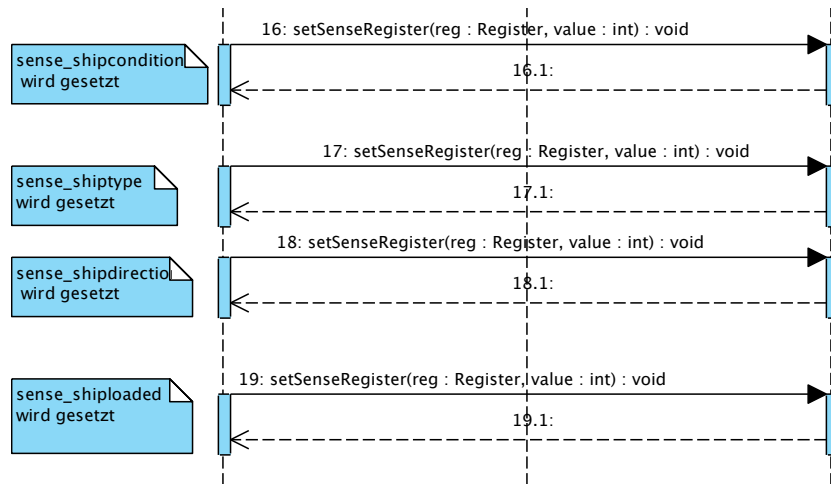 16: setSenseRegister(reg : Register, value : int) : void
sense_shipcondition
wird gesetzt
16.1:
17: setSenseRegister(reg : Register, value : int) : void
sense_shiptype
wird gesetzt
17.1:
18: setSenseRegister(reg : Register, value : int) : void
sense_shipdirectio
wird gesetzt
18.1:
19: setSenseRegister(reg : Register, value : int) : void
sense_shiploaded
wird gesetzt
19.1: